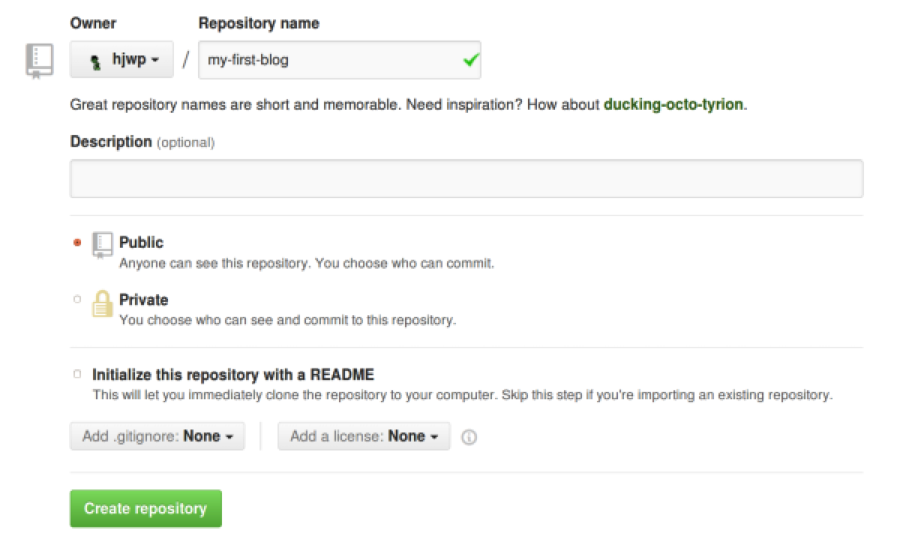 Owner Repository name
hjwp / my-first-blog
Great repository names are short and memorable. Need inspiration? How about ducking-octo-tyrion.
Description (optional)
Public
Anyone can see this repository. You choose who can commit.
Private
You choose who can see and commit to this repository.
Initialize this repository with a README
This will let you immediately clone the repository to your computer. Skip this step if you're importing an existing repository.
Add .gitignore: None Add a license: None
Create repository